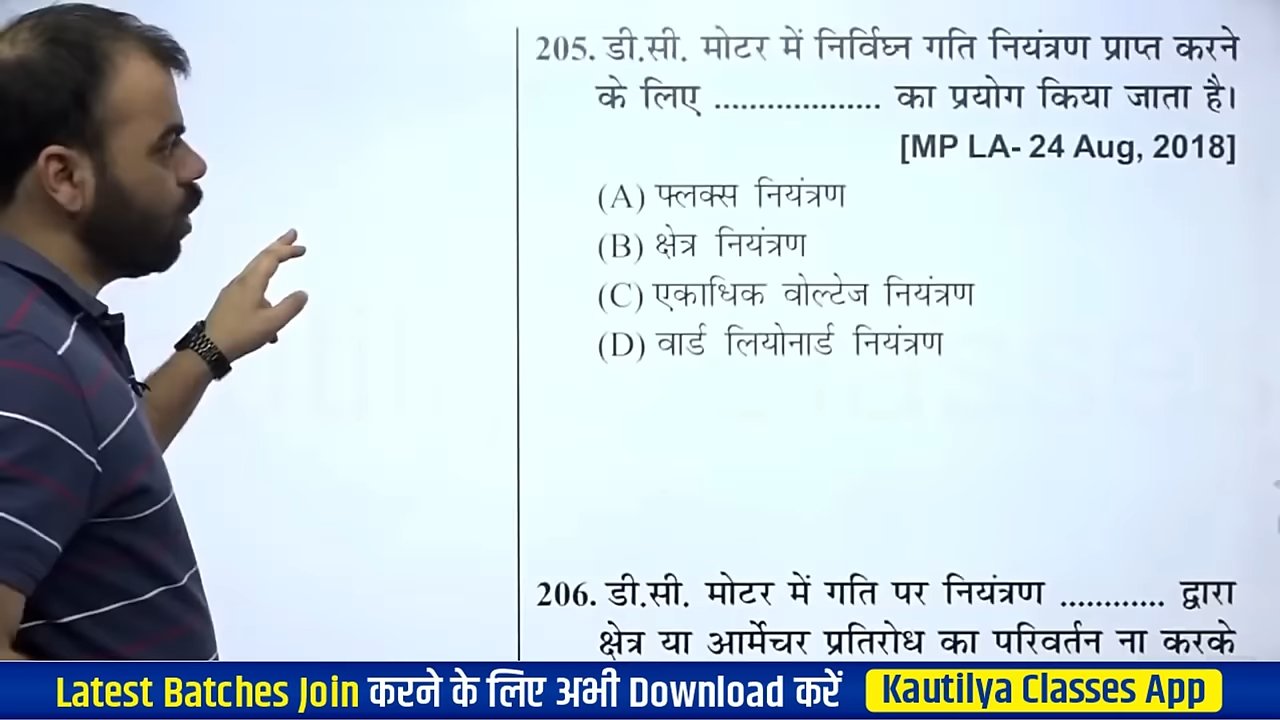 205. डी.सी. मोटर में निर्विघ्न गति नियंत्रण प्राप्त करने
के लिए ................... का प्रयोग किया जाता है।
[MP LA- 24 Aug, 2018]
(A) फ्लक्स नियंत्रण
(B) क्षेत्र नियंत्रण
(C) एकाधिक वोल्टेज नियंत्रण
(D) वार्ड लियोनार्ड नियंत्रण
206. डी.सी. मोटर में गति पर नियंत्रण ............ द्वारा
क्षेत्र या आर्मेचर प्रतिरोध का परिवर्तन ना करके
Latest Batches Join करने के लिए अभी Download करें Kautilya Classes App